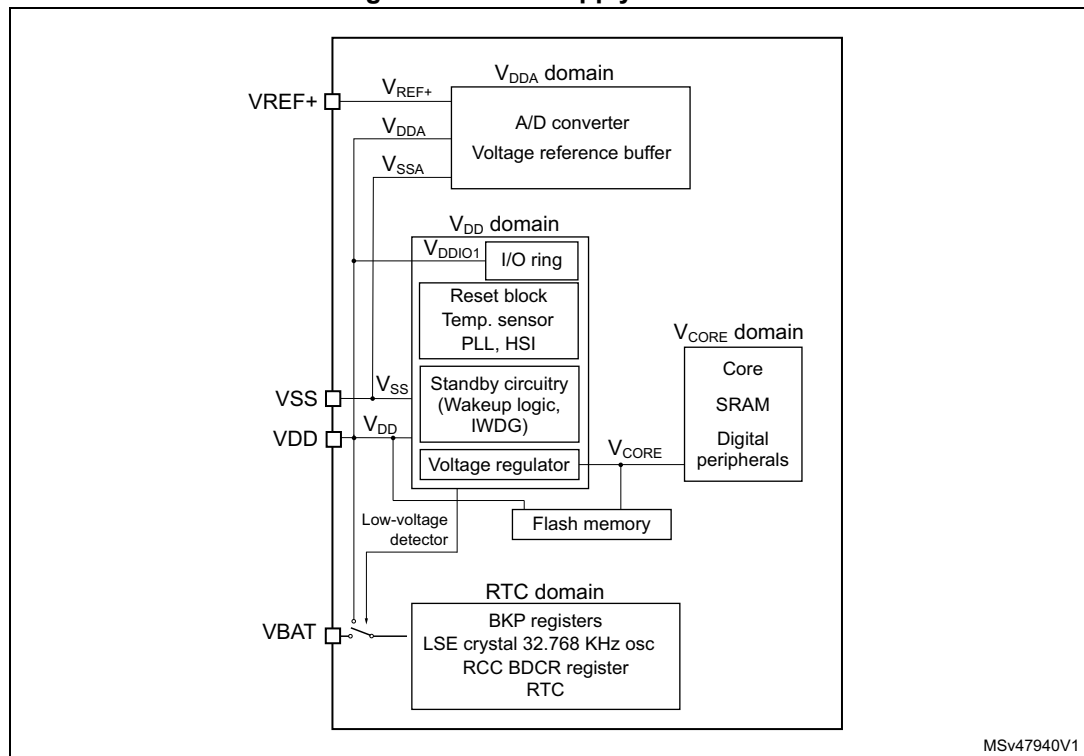 VDDA domain
VREF+
VREF+
A/D converter
Voltage reference buffer
VDDA
VSSA
VDD domain
VDDIO1
I/O ring
Reset block
Temp. sensor
PLL, HSI
VCORE domain
Core
SRAM
Digital
peripherals
VSS
VSS
Standby circuitry
(Wakeup logic,
IWDG)
VDD
VDD
Voltage regulator
VCORE
Flash memory
Low-voltage
detector
RTC domain
VBAT
BKP registers
LSE crystal 32.768 KHz osc
RCC BDCR register
RTC
MSv47940V1